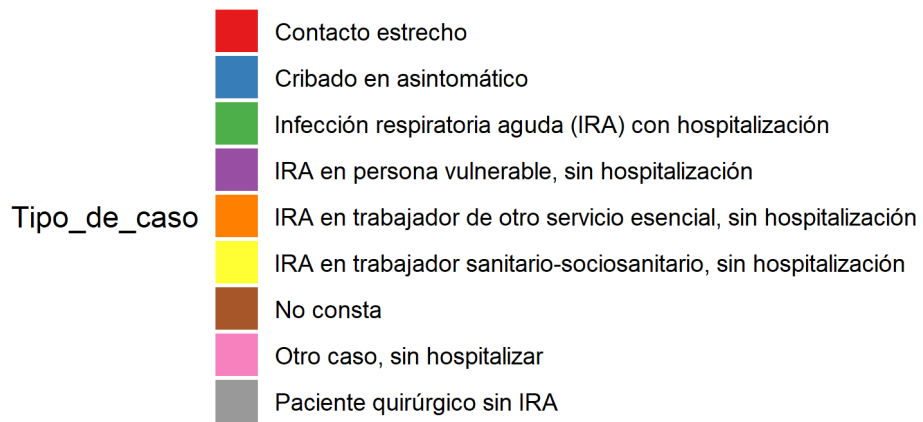 Tipo_de_caso
Contacto estrecho
Cribado en asintomático
Infección respiratoria aguda (IRA) con hospitalización
IRA en persona vulnerable, sin hospitalización
IRA en trabajador de otro servicio esencial, sin hospitalización
IRA en trabajador sanitario-sociosanitario, sin hospitalización
No consta
Otro caso, sin hospitalizar
Paciente quirúrgico sin IRA